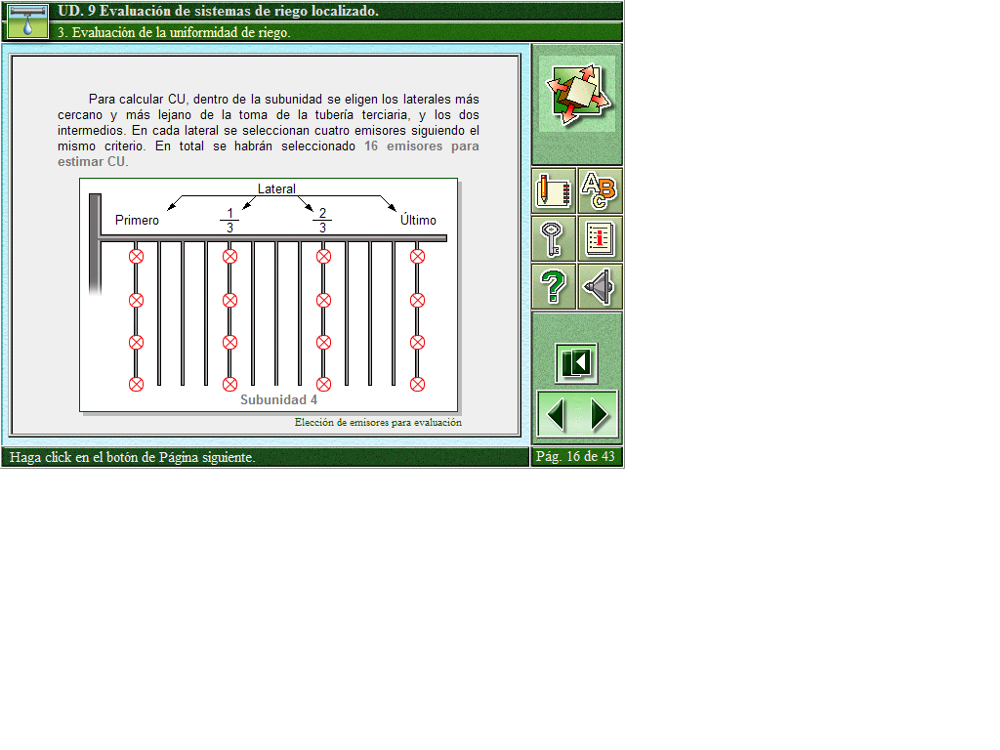 UD. 9 Evaluación de sistemas de riego localizado.
3. Evaluación de la uniformidad de riego.
Para calcular CU, dentro de la subunidad se eligen los laterales más
cercano y más lejano de la toma de la tubería terciaria, y los dos
intermedios. En cada lateral se seleccionan cuatro emisores siguiendo el
mismo criterio. En total se habrán seleccionado 16 emisores para
estimar CU.
Lateral
Primero 1/3 2/3 Último
Subunidad 4
Elección de emisores para evaluación
ABC
i
?
Haga click en el botón de Página siguiente.
Pág. 16 de 43